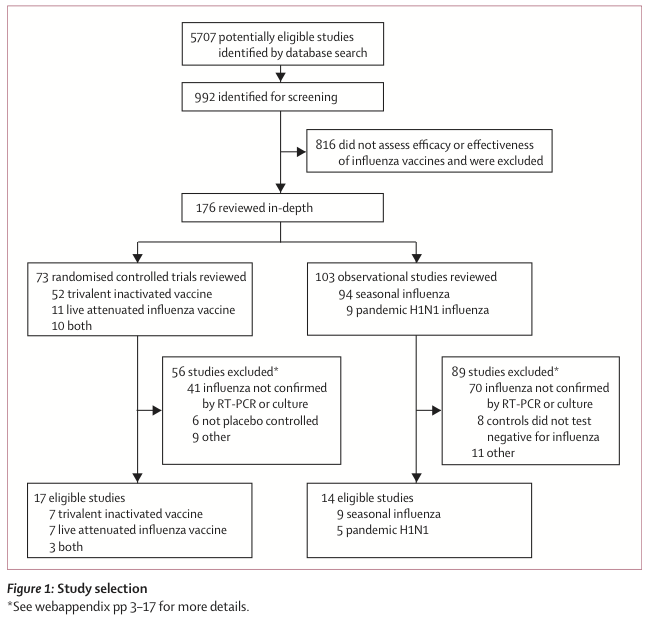 5707 potentially eligible studies
identified by database search
992 identified for screening
816 did not assess efficacy or effectiveness
of influenza vaccines and were excluded
176 reviewed in-depth
73 randomised controlled trials reviewed
52 trivalent inactivated vaccine
11 live attenuated influenza vaccine
10 both
103 observational studies reviewed
94 seasonal influenza
9 pandemic H1N1 influenza
56 studies excluded*
41 influenza not confirmed
by RT-PCR or culture
6 not placebo controlled
9 other
89 studies excluded*
70 influenza not confirmed
by RT-PCR or culture
8 controls did not test
negative for influenza
11 other
17 eligible studies
7 trivalent inactivated vaccine
7 live attenuated influenza vaccine
3 both
14 eligible studies
9 seasonal influenza
5 pandemic H1N1
Figure 1: Study selection
*See webappendix pp 3–17 for more details.